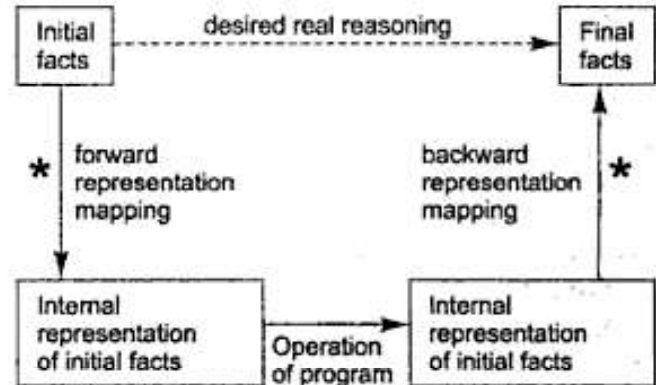 Initial
facts
desired real reasoning
Final
facts
*
forward
representation
mapping
backward
representation
mapping
*
Internal
representation
of initial facts
Operation
of program
Internal
representation
of initial facts